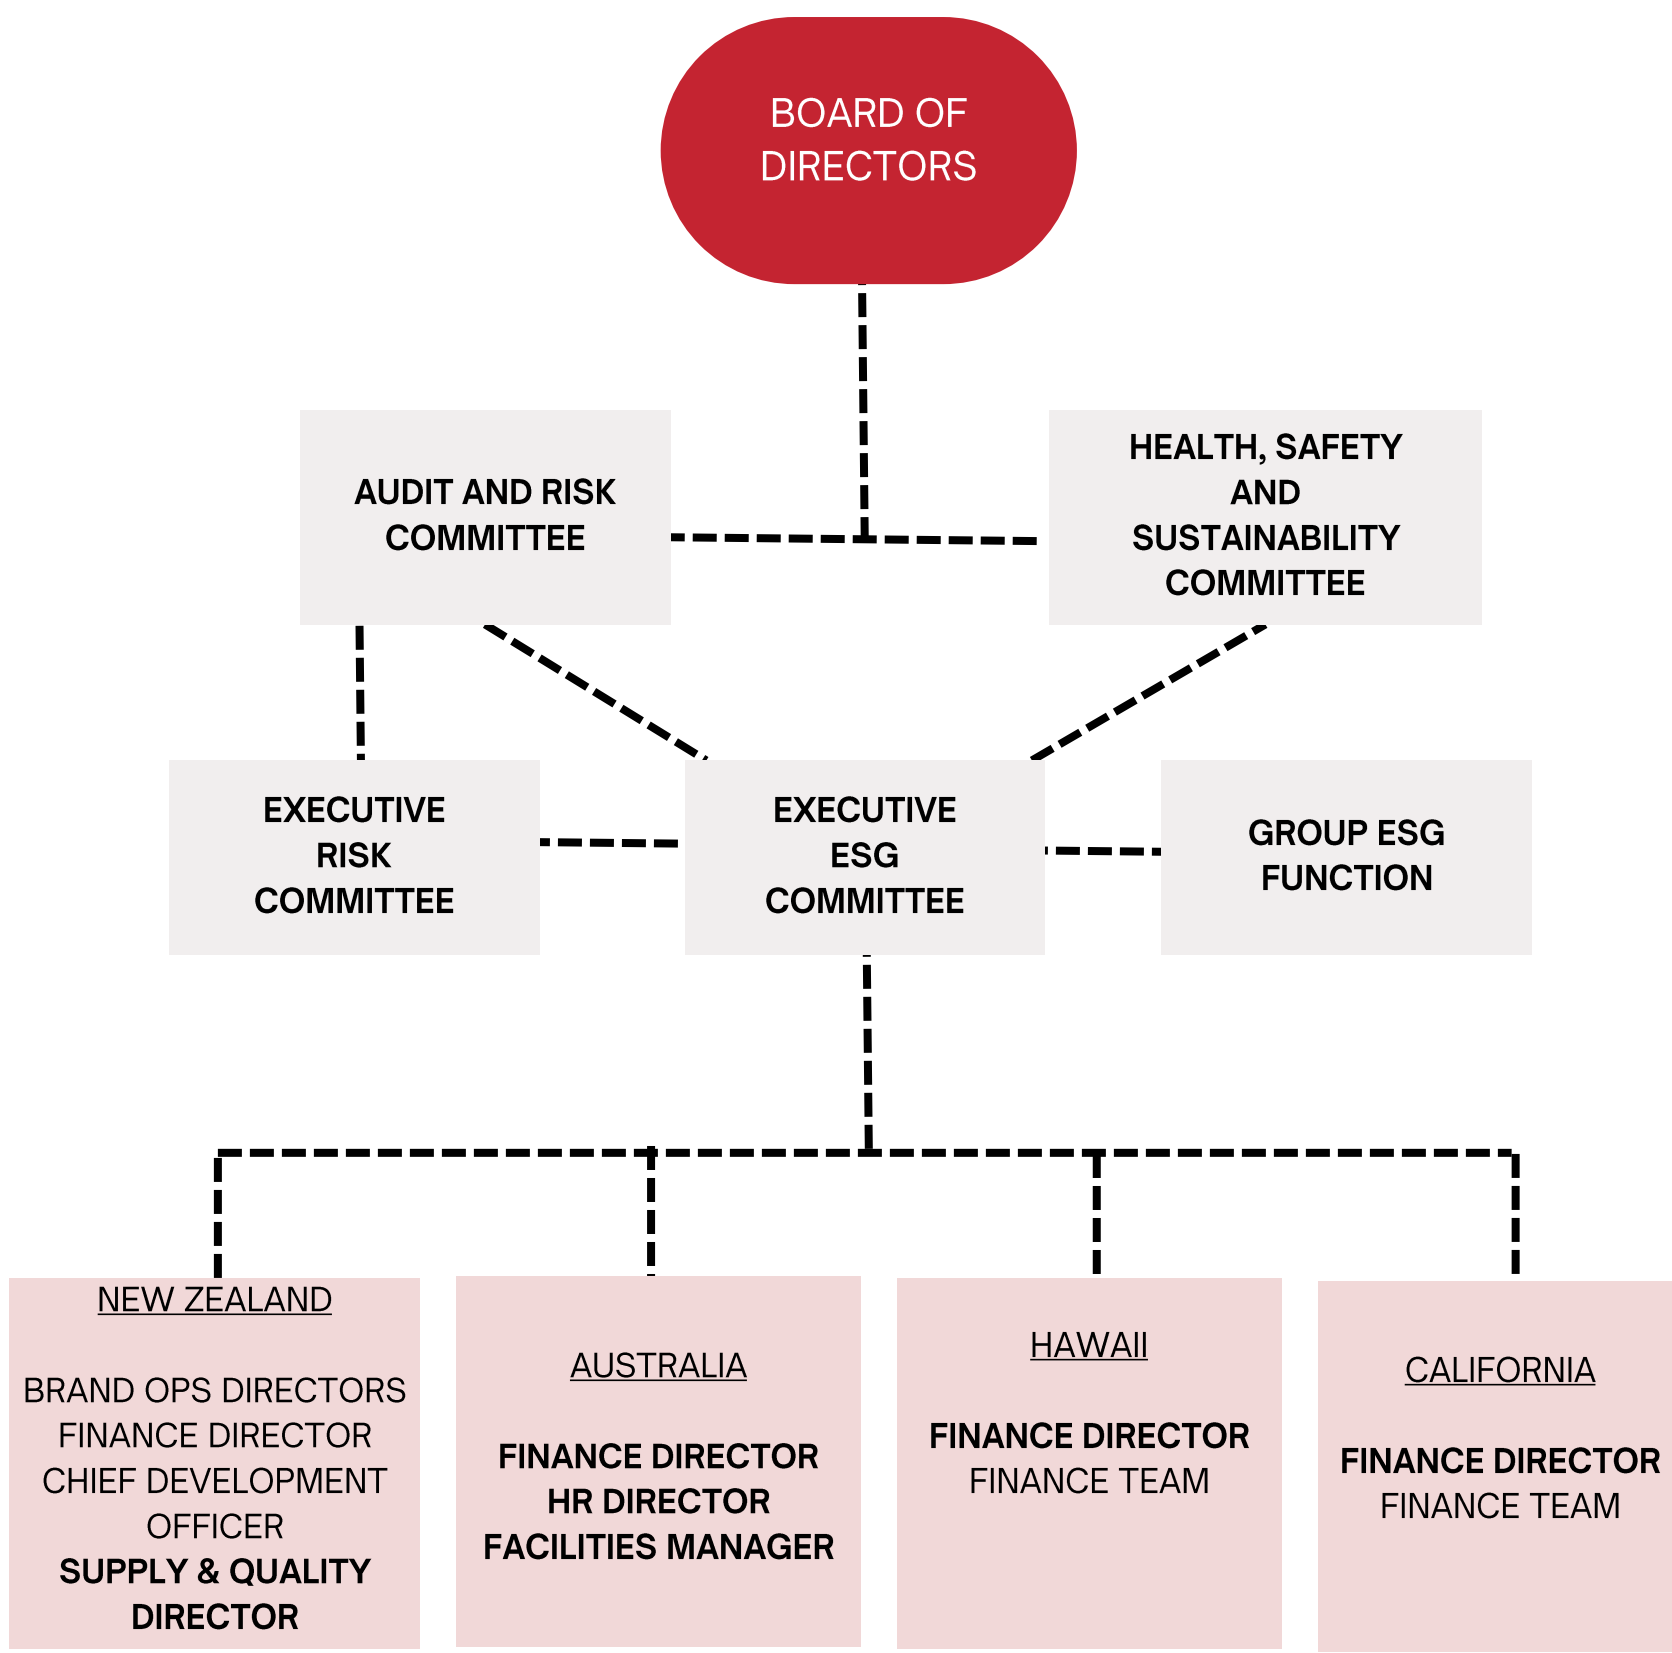 BOARD OF
DIRECTORS
AUDIT AND RISK
COMMITTEE
HEALTH, SAFETY
AND
SUSTAINABILITY
COMMITTEE
EXECUTIVE
RISK
COMMITTEE
EXECUTIVE
ESG
COMMITTEE
GROUP ESG
FUNCTION
NEW ZEALAND
BRAND OPS DIRECTORS
FINANCE DIRECTOR
CHIEF DEVELOPMENT
OFFICER
SUPPLY & QUALITY
DIRECTOR
AUSTRALIA
FINANCE DIRECTOR
HR DIRECTOR
FACILITIES MANAGER
HAWAII
FINANCE DIRECTOR
FINANCE TEAM
CALIFORNIA
FINANCE DIRECTOR
FINANCE TEAM